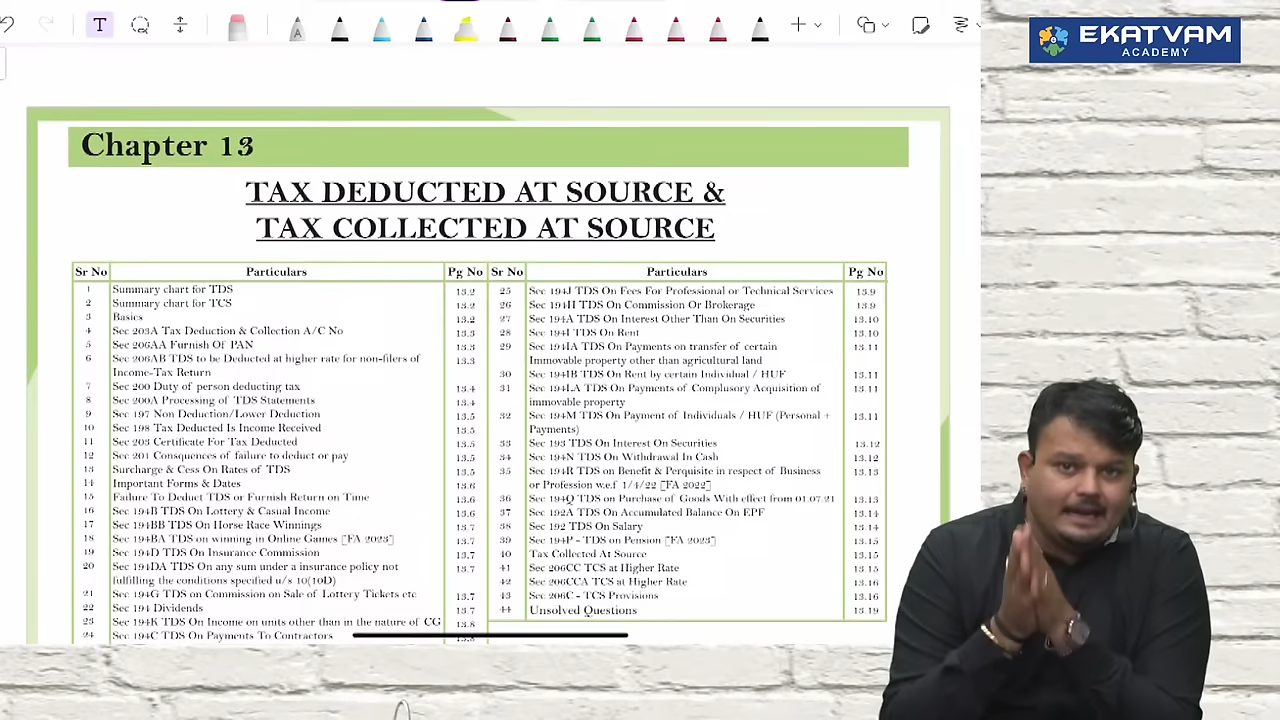 T
A
EKATVAM
ACADEMY
Chapter 13
TAX DEDUCTED AT SOURCE &
TAX COLLECTED AT SOURCE
Sr No Particulars Pg No
1 Summary chart for TDS 13.2
2 Summary chart for TCS 13.2
3 Basics 13.2
4 Sec 203A Tax Deduction & Collection A/C No 13.3
5 Sec 206AA Furnish Of PAN 13.3
6 Sec 206AB TDS to be Deducted at higher rate for non-filers of 13.3
Income-Tax Return
7 Sec 200 Duty of person deducting tax 13.4
8 Sec 200A Processing of TDS Statements 13.4
9 Sec 197 Non Deduction/Lower Deduction 13.5
10 Sec 198 Tax Deducted Is Income Received 13.5
11 Sec 203 Certificate For Tax Deducted 13.5
12 Sec 201 Consquences of failure to deduct or pay 13.5
13 Surcharge & Cess On Rates of TDS 13.5
14 Important Forms & Dates 13.6
15 Failure To Deduct TDS or Furnish Return on Time 13.6
16 Sec 194B TDS On Lottery & Casual Income 13.6
17 Sec 194BB TDS On Horse Race Winnings 13.7
18 Sec 194BA TDS on winning in Online Games [FA 2023] 13.7
19 Sec 194D TDS On Insurance Commission 13.7
20 Sec 194DA TDS On any sum under a insurance policy not 13.7
fulfilling the conditions specified u/s 10(10D)
21 Sec 194G TDS on Commission on Sale of Lottery Tickets etc 13.7
22 Sec 194 Dividends 13.7
23 Sec 194K TDS On Income on units other than in the nature of CG 13.8
24 Sec 194C TDS On Payments To Contractors 13.8
Sr No Particulars Pg No
25 Sec 194J TDS On Fees For Professional or Technical Services 13.9
26 Sec 194H TDS On Commission Or Brokerage 13.9
27 Sec 194A TDS On Interest Other Than On Securities 13.10
28 Sec 194I TDS On Rent 13.10
29 Sec 194IA TDS On Payments on transfer of certain 13.11
Immovable property other than agricultural land
30 Sec 194IB TDS On Rent by certain Individual / HUF 13.11
31 Sec 194LA TDS On Payments of Complusory Acquisition of 13.11
immovable property
32 Sec 194M TDS On Payment of Individuals / HUF (Personal + 13.11
Payments)
33 Sec 193 TDS On Interest On Securities 13.12
34 Sec 194N TDS On Withdrawal In Cash 13.12
35 Sec 194R TDS on Benefit & Perquisite in respect of Business 13.13
or Profession w.e.f 1/4/22 [FA 2022]
36 Sec 194Q TDS on Purchase of Goods With effect from 01.07.21 13.13
37 Sec 192A TDS On Accumulated Balance On EPF 13.14
38 Sec 192 TDS On Salary 13.14
39 Sec 194P - TDS on Pension [FA 2023] 13.15
40 Tax Collected At Source 13.15
41 Sec 206CC TCS at Higher Rate 13.15
42 Sec 206CCA TCS at Higher Rate 13.16
43 Sec 206C - TCS Provisions 13.16
44 Unsolved Questions 13.19